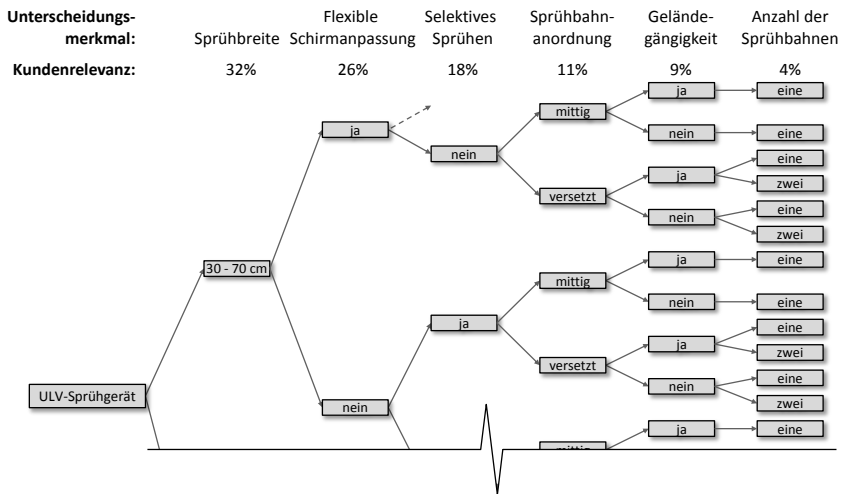 Unterscheidungs-
merkmal:
Sprühbreite
Flexible
Schirmanpassung
Selektives
Sprühen
Sprühbahn-
anordnung
Gelände-
gängigkeit
Anzahl der
Sprühbahnen
Kundenrelevanz:
32%
26%
18%
11%
9%
4%
ja
eine
mittig
ja
nein
eine
nein
eine
ja
zwei
versetzt
eine
nein
zwei
30 - 70 cm
ja
eine
mittig
nein
eine
ja
eine
ja
zwei
versetzt
eine
nein
ULV-Sprühgerät
zwei
nein
ja
eine
mittig